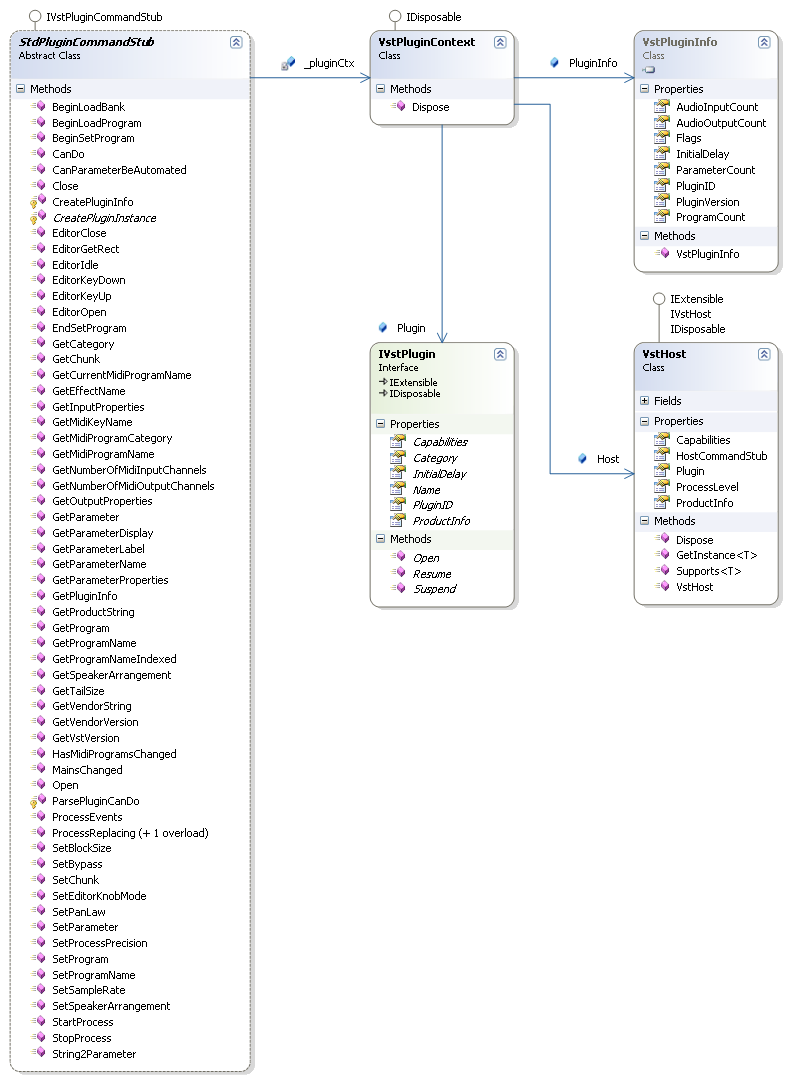 IVstPluginCommandStub
StdPluginCommandStub
Abstract Class
Methods
BeginLoadBank
BeginLoadProgram
BeginSetProgram
CanDo
CanParameterBeAutomated
Close
CreatePluginInfo
CreatePluginInstance
EditorClose
EditorGetRect
EditorIdle
EditorKeyDown
EditorKeyUp
EditorOpen
EndSetProgram
GetCategory
GetChunk
GetCurrentMidiProgramName
GetEffectName
GetInputProperties
GetMidiKeyName
GetMidiProgramCategory
GetMidiProgramName
GetNumberOfMidiInputChannels
GetNumberOfMidiOutputChannels
GetOutputProperties
GetParameter
GetParameterDisplay
GetParameterLabel
GetParameterName
GetParameterProperties
GetPluginInfo
GetProductString
GetProgram
GetProgramName
GetProgramNameIndexed
GetSpeakerArrangement
GetTailSize
GetVendorString
GetVendorVersion
GetVstVersion
HasMidiProgramsChanged
MainsChanged
Open
ParsePluginCanDo
ProcessEvents
ProcessReplacing (+ 1 overload)
SetBlockSize
SetBypass
SetChunk
SetEditorKnobMode
SetPanLaw
SetParameter
SetProcessPrecision
SetProgram
SetProgramName
SetSampleRate
SetSpeakerArrangement
StartProcess
StopProcess
String2Parameter
_pluginCtx
IDisposable
VstPluginContext
Class
Methods
Dispose
PluginInfo
VstPluginInfo
Class
Properties
AudioInputCount
AudioOutputCount
Flags
InitialDelay
ParameterCount
PluginID
PluginVersion
ProgramCount
Methods
VstPluginInfo
Plugin
IVstPlugin
Interface
IExtensible
IDisposable
Properties
Capabilities
Category
InitialDelay
Name
PluginID
ProductInfo
Methods
Open
Resume
Suspend
Host
IExtensible
IVstHost
IDisposable
VstHost
Class
Fields
Properties
Capabilities
HostCommandStub
Plugin
ProcessLevel
ProductInfo
Methods
Dispose
GetInstance<T>
Supports<T>
VstHost